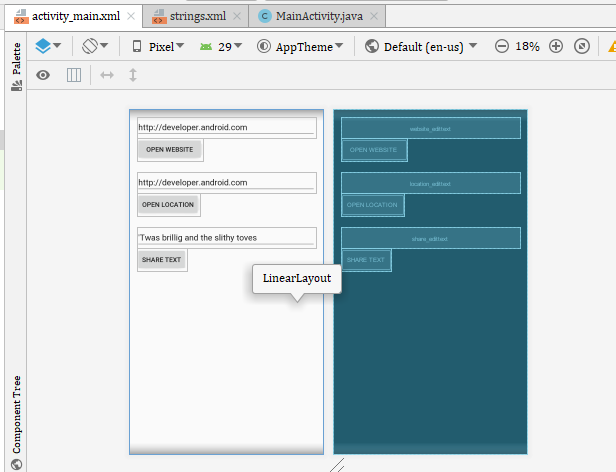 activity_main.xml strings.xml MainActivity.java
Palette
Pixel 29 AppTheme Default (en-us) 18%
http://developer.android.com
OPEN WEBSITE
http://developer.android.com
OPEN LOCATION
'Twas brillig and the slithy toves
SHARE TEXT
website_edittext
OPEN WEBSITE
location_edittext
OPEN LOCATION
share_edittext
SHARE TEXT
LinearLayout
Component Tree